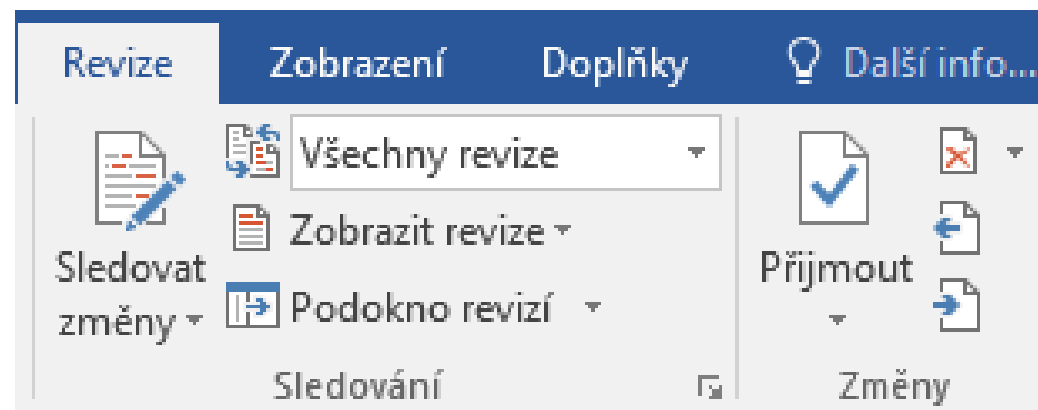 Revize Zobrazení Doplňky Další info...
Všechny revize
Zobrazit revize
Podokno revizí
Sledovat
změny
Sledování
Přijmout
Změny